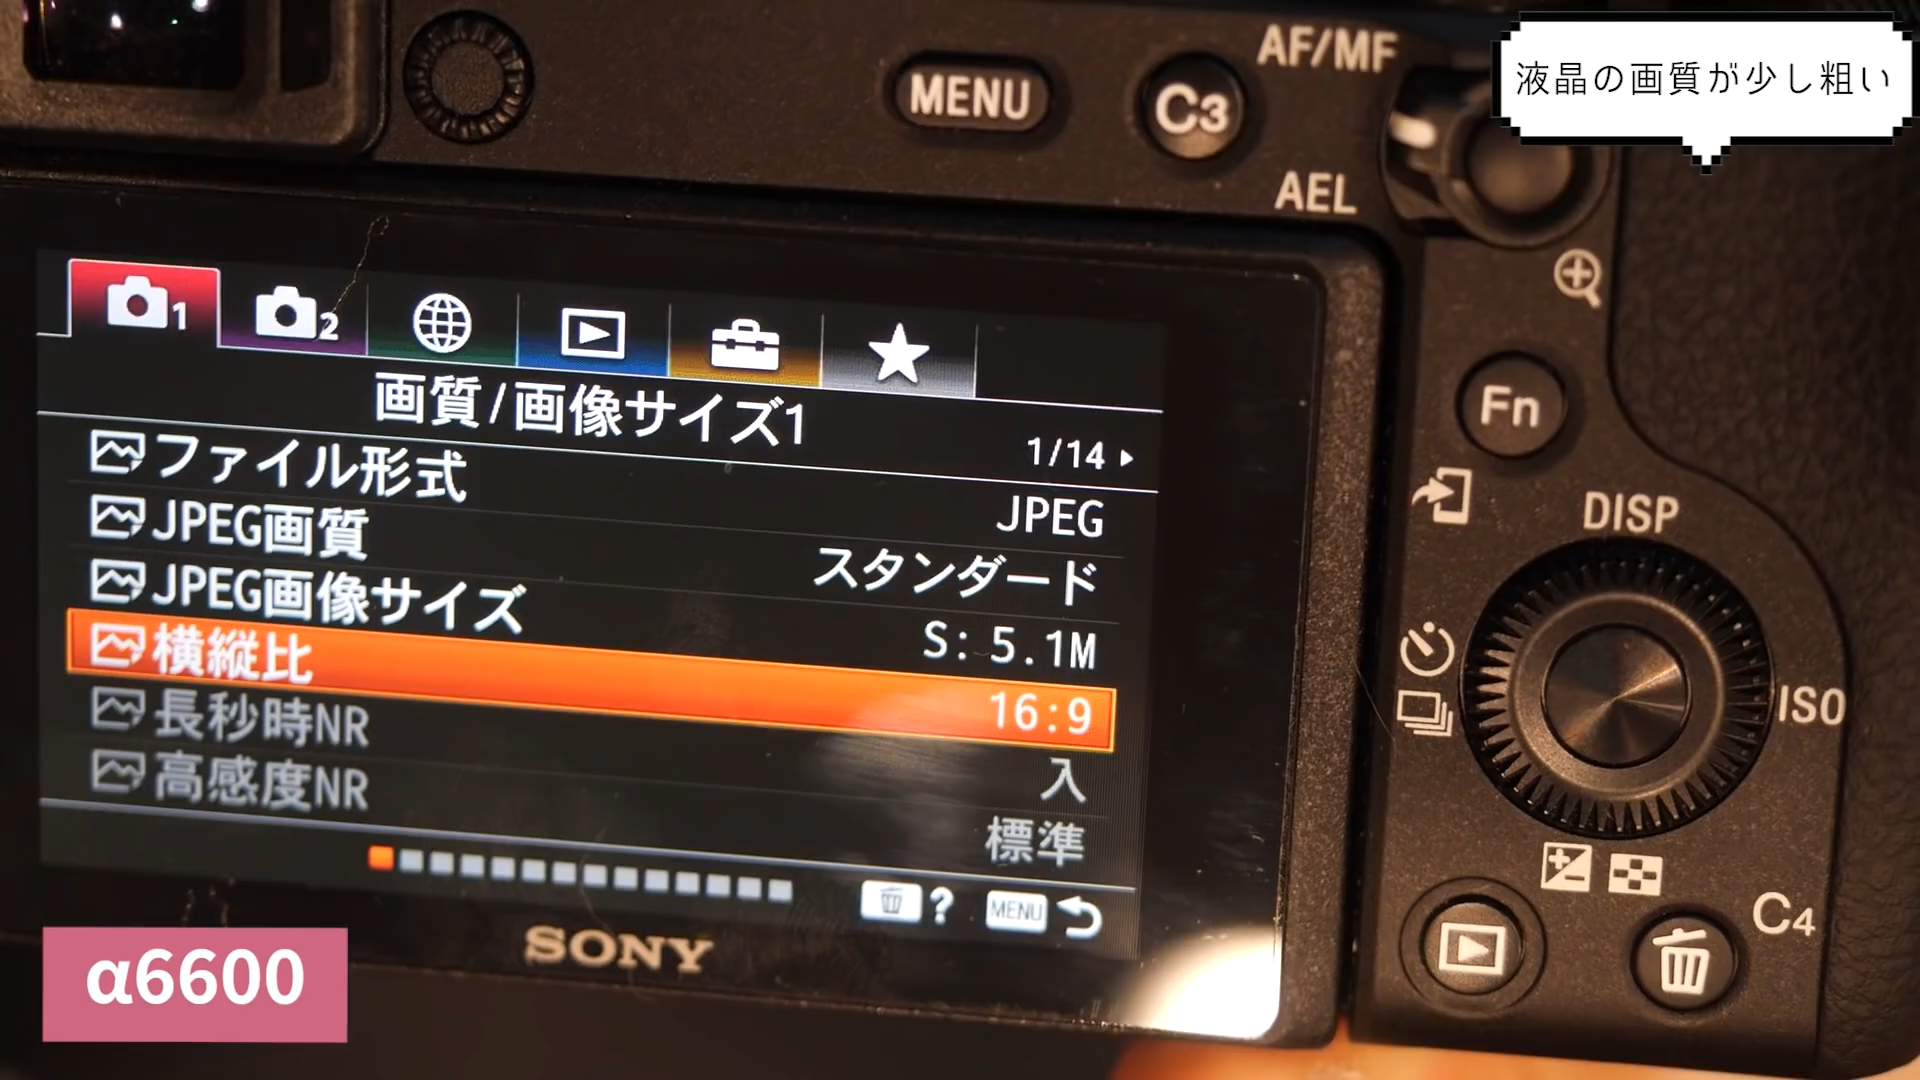 液晶の画質が少し粗い
AF/MF
MENU
C3
AEL
1
2
画質/画像サイズ1
1/14
ファイル形式 JPEG
JPEG画質 スタンダード
JPEG画像サイズ S: 5.1M
横縦比 16:9
長秒時NR 入
高感度NR 標準
? MENU
SONY
Fn
DISP
ISO
C4
α6600